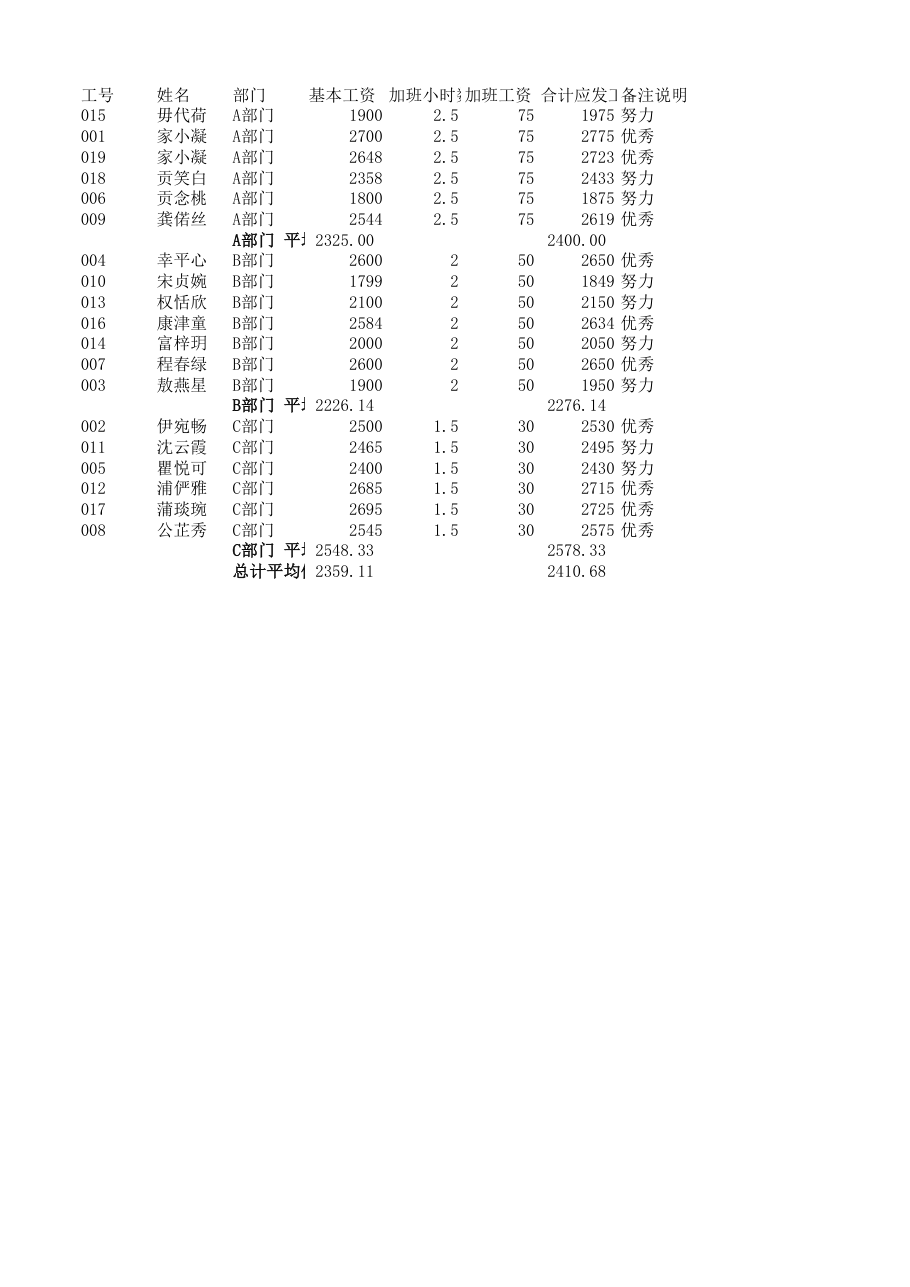 工号 姓名 部门 基本工资 加班小时 加班工资 合计应发 备注说明
015 毋代荷 A部门 1900 2.5 75 1975 努力
001 家小凝 A部门 2700 2.5 75 2775 优秀
019 家小凝 A部门 2648 2.5 75 2723 优秀
018 贡笑白 A部门 2358 2.5 75 2433 努力
006 贡念桃 A部门 1800 2.5 75 1875 努力
009 龚偌丝 A部门 2544 2.5 75 2619 优秀
A部门 平 2325.00 2400.00
004 幸平心 B部门 2600 2 50 2650 优秀
010 宋贞婉 B部门 1799 2 50 1849 努力
013 权恬欣 B部门 2100 2 50 2150 努力
016 康津童 B部门 2584 2 50 2634 优秀
014 富梓玥 B部门 2000 2 50 2050 努力
007 程春绿 B部门 2600 2 50 2650 优秀
003 敖燕星 B部门 1900 2 50 1950 努力
B部门 平 2226.14 2276.14
002 伊宛畅 C部门 2500 1.5 30 2530 优秀
011 沈云霞 C部门 2465 1.5 30 2495 努力
005 瞿悦可 C部门 2400 1.5 30 2430 努力
012 浦俨雅 C部门 2685 1.5 30 2715 优秀
017 蒲琰琬 C部门 2695 1.5 30 2725 优秀
008 公芷秀 C部门 2545 1.5 30 2575 优秀
C部门 平 2548.33 2578.33
总计平均 2359.11 2410.68